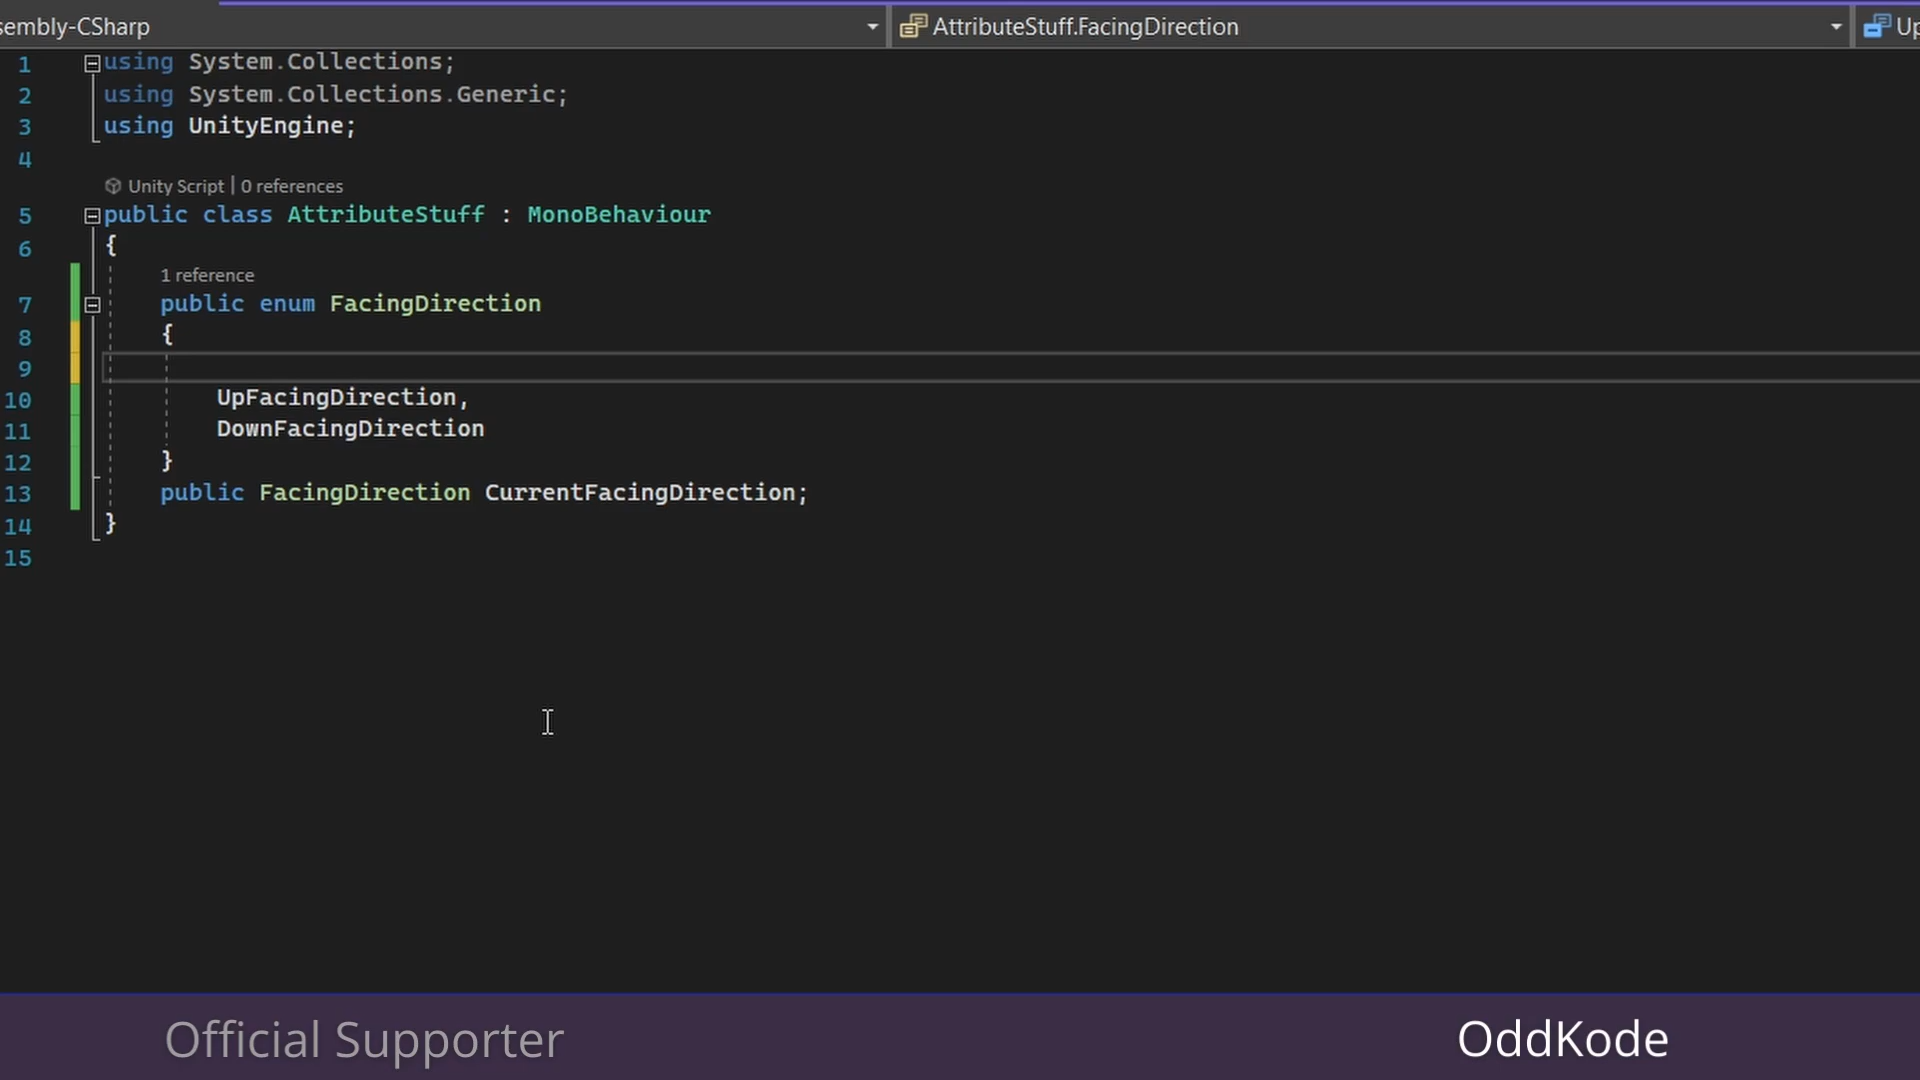 sembly-CSharp
AttributeStuff.FacingDirection
Up
1 using System.Collections;
2 using System.Collections.Generic;
3 using UnityEngine;
4
Unity Script | 0 references
5 public class AttributeStuff : MonoBehaviour
6 {
1 reference
7 public enum FacingDirection
8 {
9
10 UpFacingDirection,
11 DownFacingDirection
12 }
13 public FacingDirection CurrentFacingDirection;
14 }
15
Official Supporter
OddKode